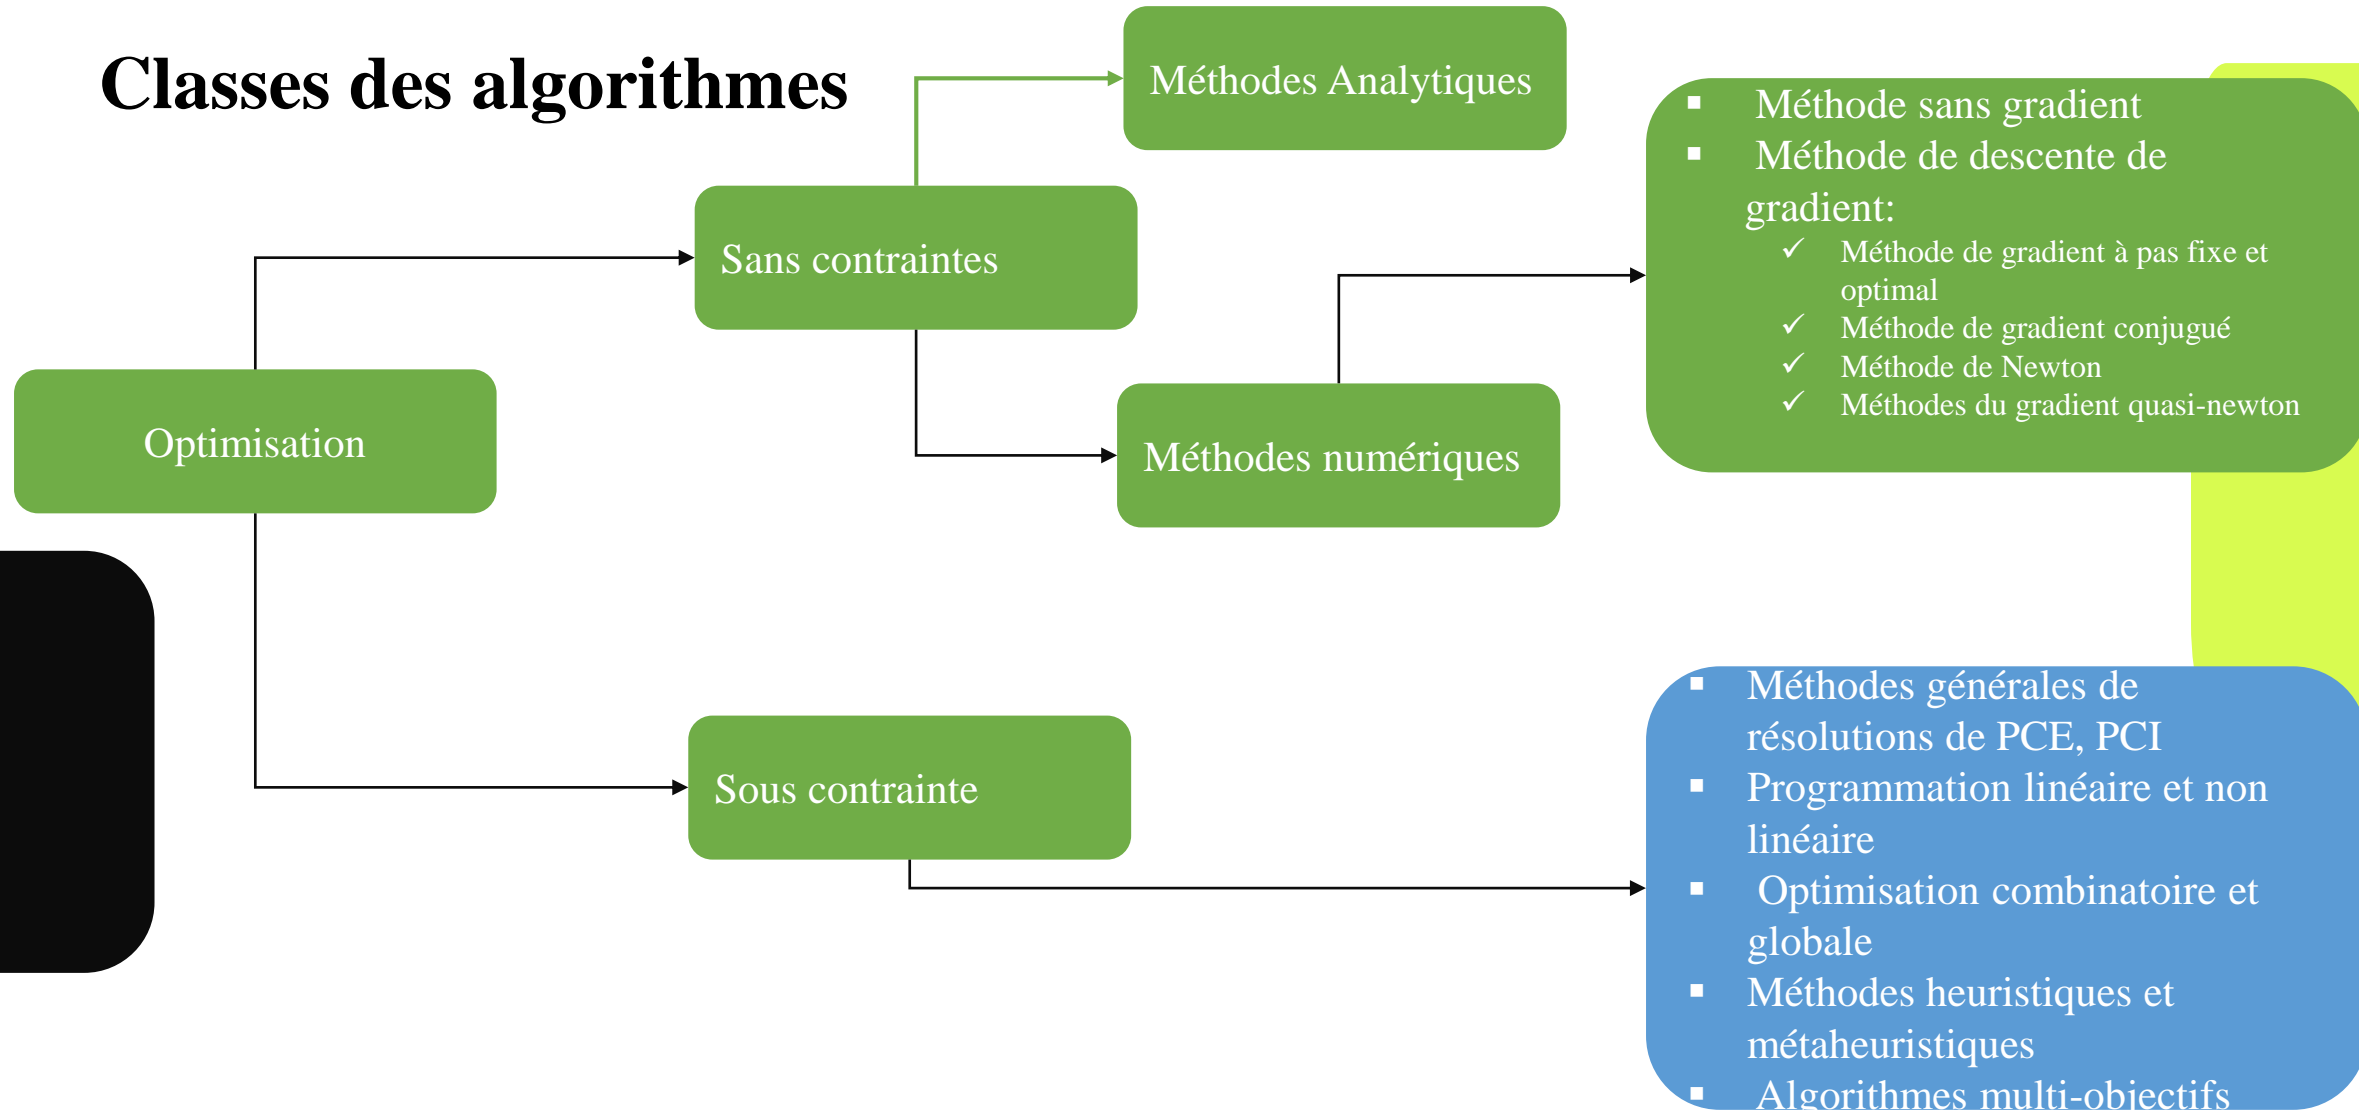 Classes des algorithmes
Optimisation
Sans contraintes
Méthodes Analytiques
Méthodes numériques
▪ Méthode sans gradient
▪ Méthode de descente de
gradient:
✓ Méthode de gradient à pas fixe et
optimal
✓ Méthode de gradient conjugué
✓ Méthode de Newton
✓ Méthodes du gradient quasi-newton
Sous contrainte
▪ Méthodes générales de
résolutions de PCE, PCI
▪ Programmation linéaire et non
linéaire
▪ Optimisation combinatoire et
globale
▪ Méthodes heuristiques et
métaheuristiques
▪ Algorithmes multi-objectifs